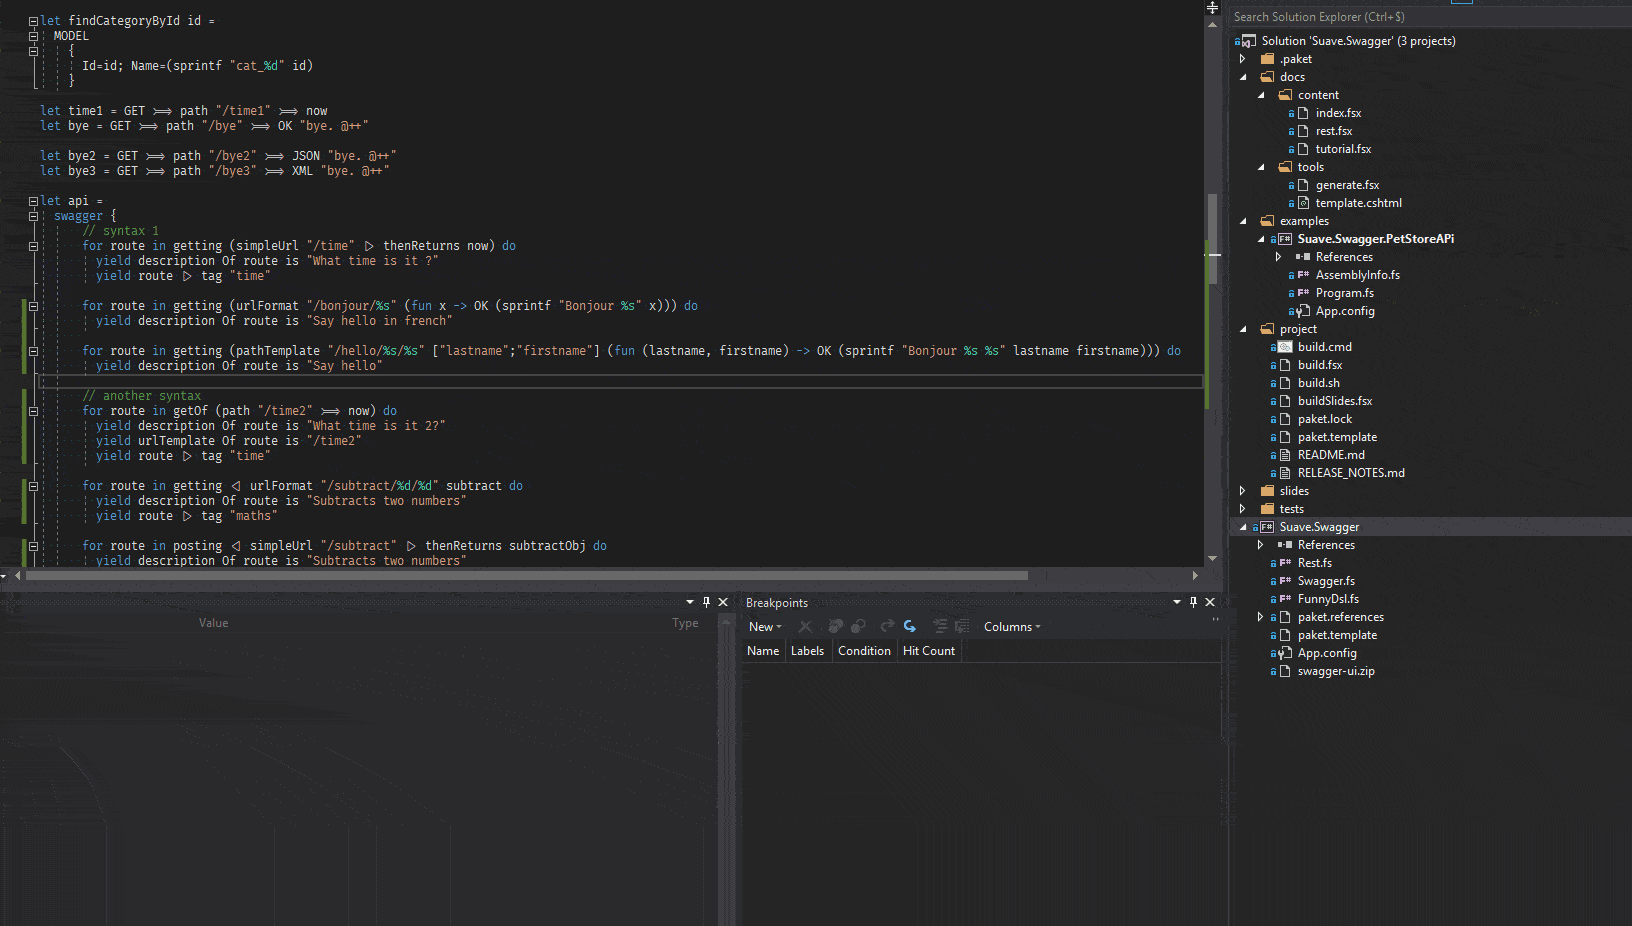 let findCategoryById id =
MODEL
{
Id=id; Name=(sprintf "cat_%d" id)
}
let time1 = GET >=> path "/time1" >=> now
let bye = GET >=> path "/bye" >=> OK "bye. @++"
let bye2 = GET >=> path "/bye2" >=> JSON "bye. @++"
let bye3 = GET >=> path "/bye3" >=> XML "bye. @++"
let api =
swagger {
// syntax 1
for route in getting (simpleUrl "/time" |> thenReturns now) do
yield description Of route is "What time is it ?"
yield route |> tag "time"
for route in getting (urlFormat "/bonjour/%s" (fun x -> OK (sprintf "Bonjour %s" x))) do
yield description Of route is "Say hello in french"
for route in getting (pathTemplate "/hello/%s/%s" ["lastname";"firstname"] (fun (lastname, firstname) -> OK (sprintf "Bonjour %s %s" lastname firstname))) do
yield description Of route is "Say hello"
// another syntax
for route in getOf (path "/time2" >=> now) do
yield description Of route is "What time is it 2?"
yield urlTemplate Of route is "/time2"
yield route |> tag "time"
for route in getting <| urlFormat "/subtract/%d/%d" subtract do
yield description Of route is "Subtracts two numbers"
yield route |> tag "maths"
for route in posting <| simpleUrl "/subtract" |> thenReturns subtractObj do
yield description Of route is "Subtracts two numbers"
Value Type
Breakpoints
New Columns
Name Labels Condition Hit Count
Search Solution Explorer (Ctrl+$)
Solution 'Suave.Swagger' (3 projects)
.paket
docs
content
index.fsx
rest.fsx
tutorial.fsx
tools
generate.fsx
template.cshtml
examples
Suave.Swagger.PetStoreAPi
References
AssemblyInfo.fs
Program.fs
App.config
project
build.cmd
build.fsx
build.sh
buildSlides.fsx
paket.lock
paket.template
README.md
RELEASE_NOTES.md
slides
tests
Suave.Swagger
References
Rest.fs
Swagger.fs
FunnyDsl.fs
paket.references
paket.template
App.config
swagger-ui.zip